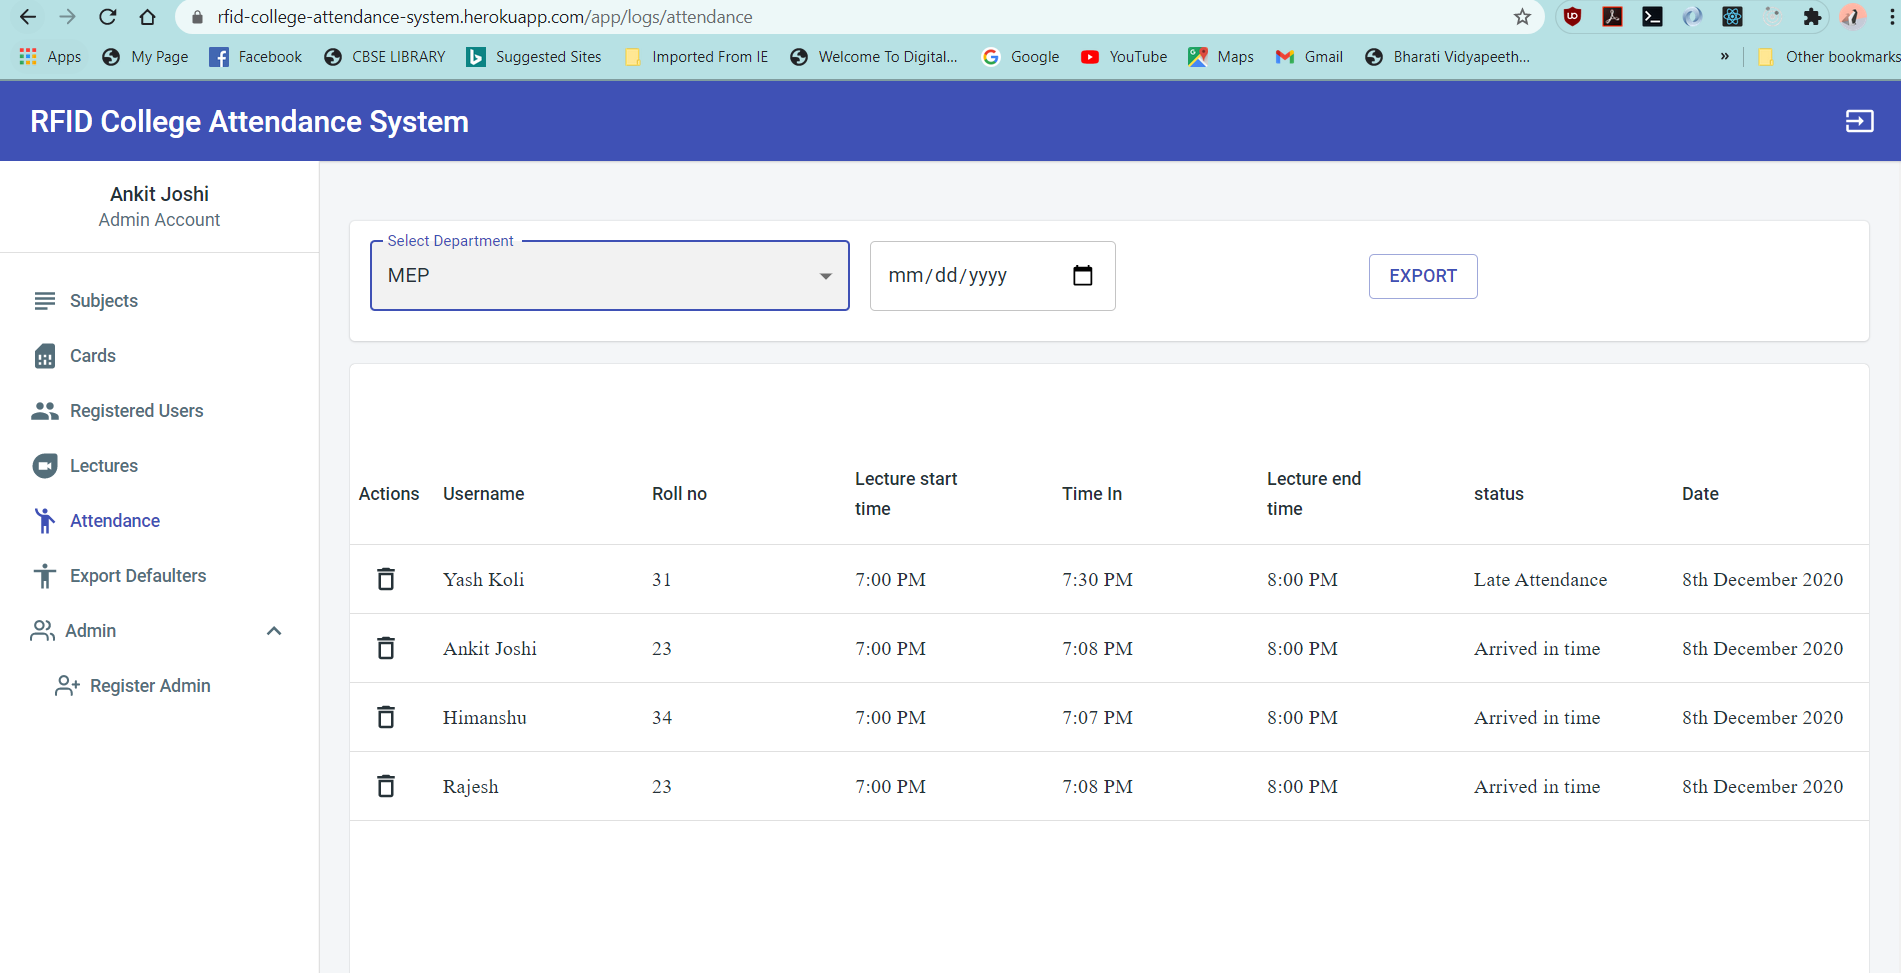 rfid-college-attendance-system.herokuapp.com/app/logs/attendance
Apps My Page Facebook CBSE LIBRARY Suggested Sites Imported From IE Welcome To Digital... Google YouTube Maps Gmail Bharati Vidyapeeth... » Other bookmarks
RFID College Attendance System
Ankit Joshi
Admin Account
Subjects
Cards
Registered Users
Lectures
Attendance
Export Defaulters
Admin
Register Admin
Select Department
MEP mm/dd/yyyy EXPORT
Actions Username Roll no Lecture start time Time In Lecture end time status Date
Yash Koli 31 7:00 PM 7:30 PM 8:00 PM Late Attendance 8th December 2020
Ankit Joshi 23 7:00 PM 7:08 PM 8:00 PM Arrived in time 8th December 2020
Himanshu 34 7:00 PM 7:07 PM 8:00 PM Arrived in time 8th December 2020
Rajesh 23 7:00 PM 7:08 PM 8:00 PM Arrived in time 8th December 2020